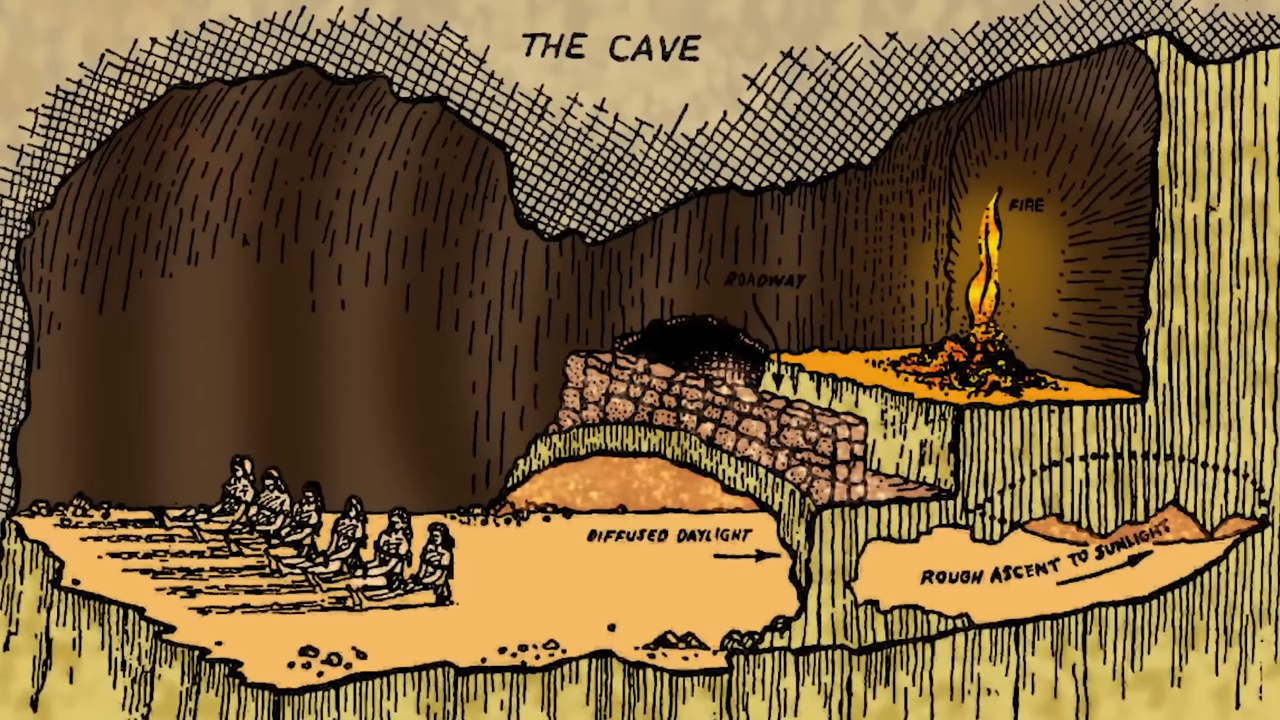 THE CAVE
FIRE
ROADWAY
DIFFUSED DAYLIGHT
ROUGH ASCENT TO SUNLIGHT